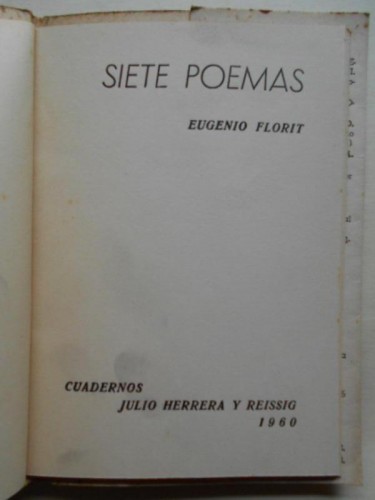 SIETE POEMAS
EUGENIO FLORIT
CUADERNOS
JULIO HERRERA Y REISSIG
1960